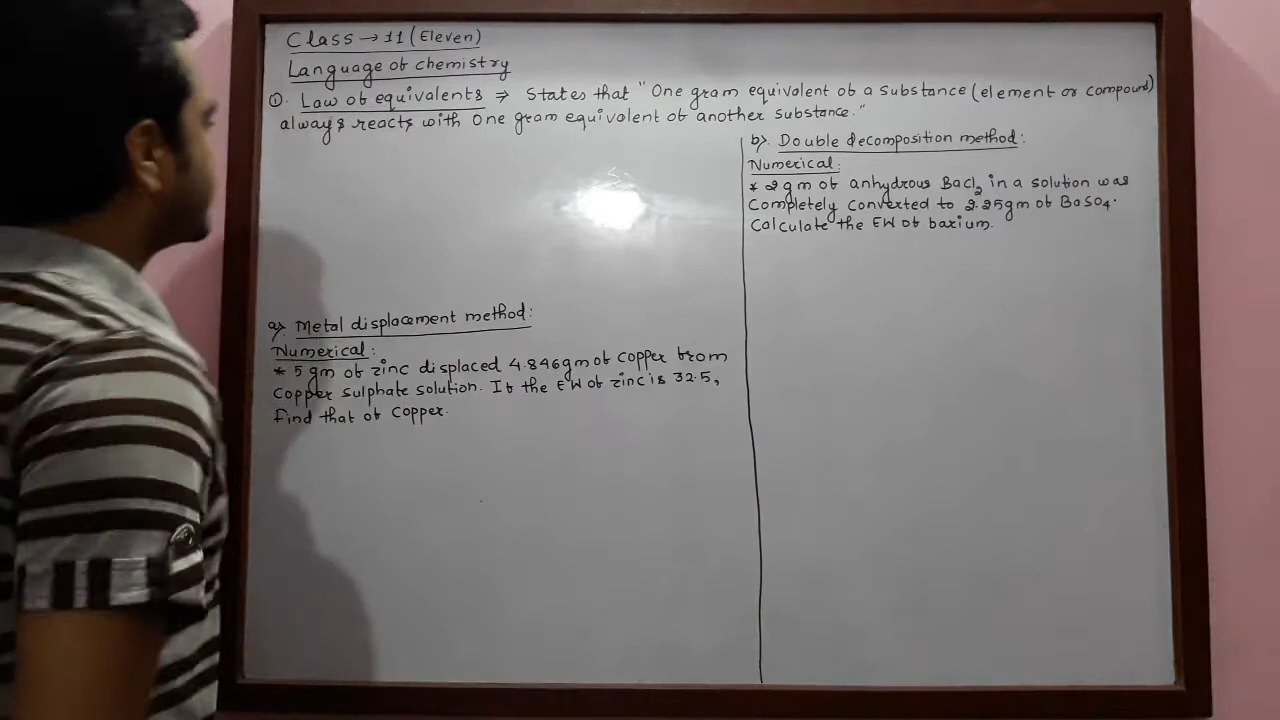 Class → 11 (Eleven)
Language of chemistry
①. Law of equivalents ⇒ States that "One gram equivalent of a substance (element or compound)
always reacts with one gram equivalent of another substance."
b). Double decomposition method:
Numerical:
* 2 gm of anhydrous BaCl₂ in a solution was
completely converted to 2.25gm of BaSO₄.
Calculate the EW of barium.
a). Metal displacement method:
Numerical:
* 5 gm of zinc displaced 4.846gm of copper from
copper sulphate solution. If the EW of zinc is 32.5,
find that of copper.